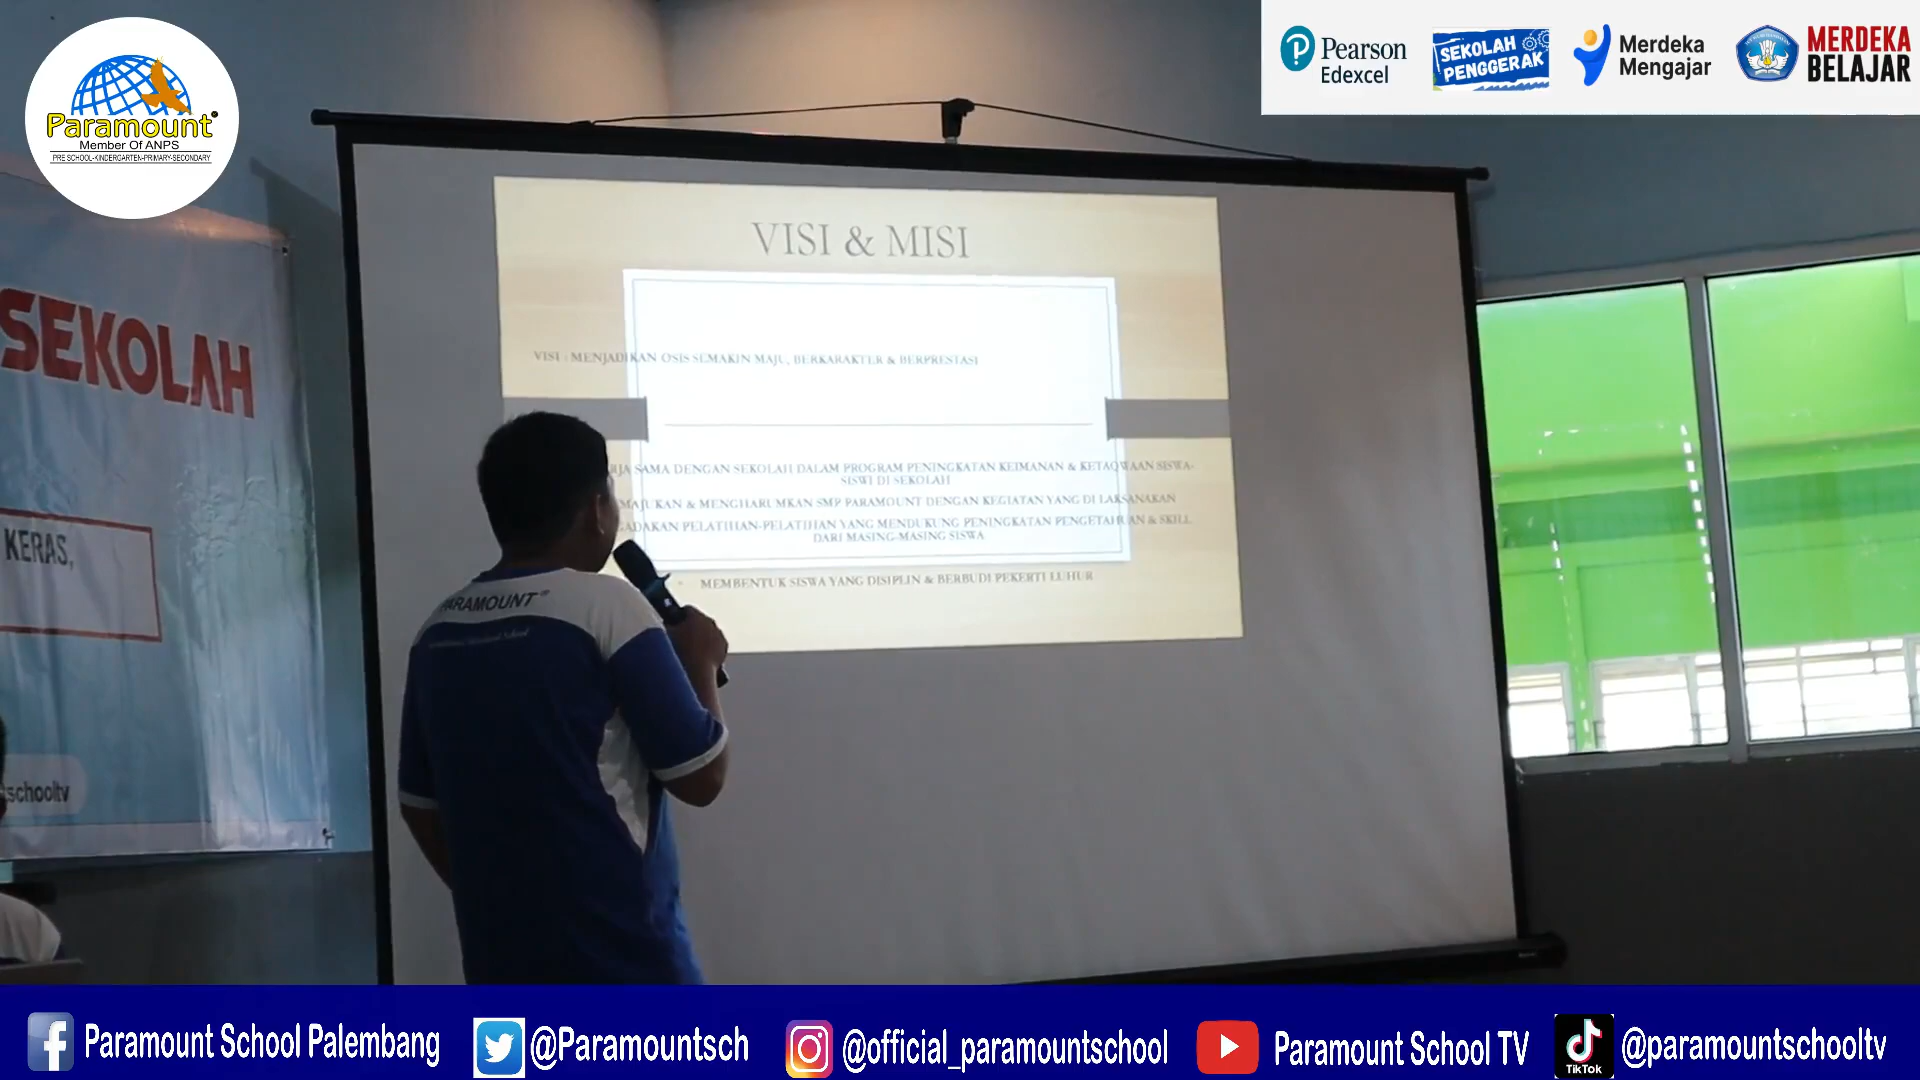 Paramount
Member Of ANPS
PRE SCHOOL-KINDERGARTEN-PRIMARY-SECONDARY
Pearson
Edexcel
SEKOLAH
PENGGERAK
Merdeka
Mengajar
MERDEKA
BELAJAR
SEKOLAH
KERAS,
schooltv
VISI & MISI
VISI : MENJADIKAN OSIS SEMAKIN MAJU, BERKARAKTER & BERPRESTASI
SAMA DENGAN SEKOLAH DALAM PROGRAM PENINGKATAN KEIMANAN & KETAQWAAN SISWA-
SISWI DI SEKOLAH
MAJUKAN & MENGHARUMKAN SMP PARAMOUNT DENGAN KEGIATAN YANG DI LAKSANAKAN
ADAKAN PELATIHAN-PELATIHAN YANG MENDUKUNG PENINGKATAN PENGETAHUAN & SKILL
DARI MASING-MASING SISWA
MEMBENTUK SISWA YANG DISIPLIN & BERBUDI PEKERTI LUHUR
PARAMOUNT
Paramount School Palembang
@Paramountsch
@official_paramountschool
Paramount School TV
TikTok
@paramountschooltv